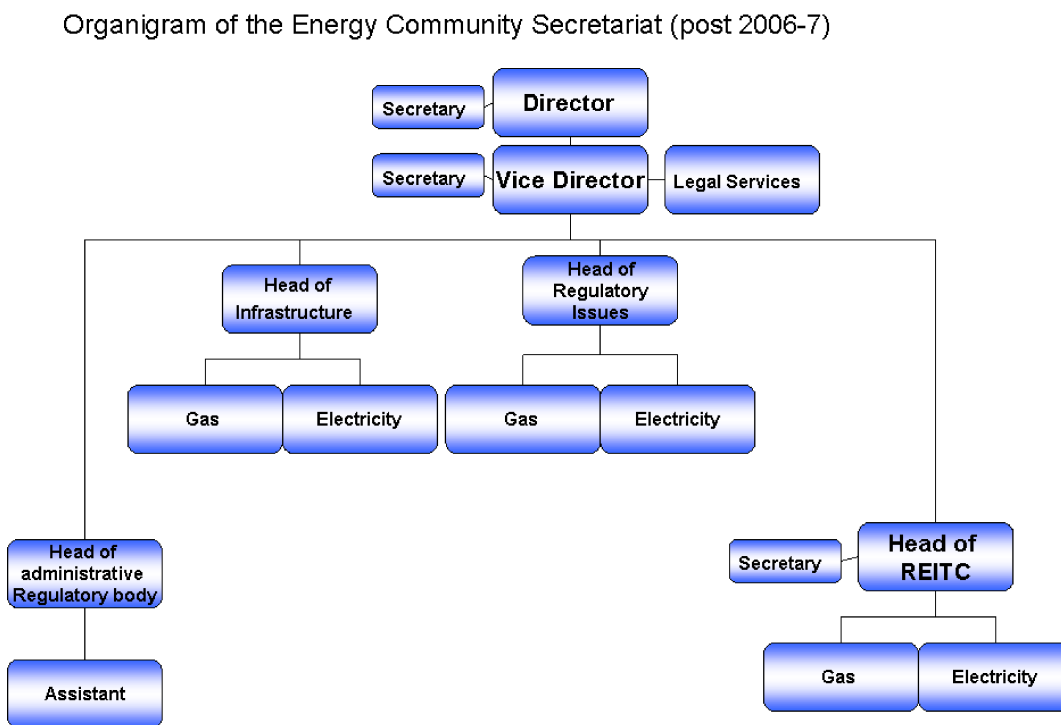 Organigram of the Energy Community Secretariat (post 2006-7)
Director
Secretary
Vice Director
Secretary
Legal Services
Head of
Infrastructure
Head of
Regulatory
Issues
Gas
Electricity
Gas
Electricity
Head of
administrative
Regulatory body
Secretary
Head of
REITC
Assistant
Gas
Electricity